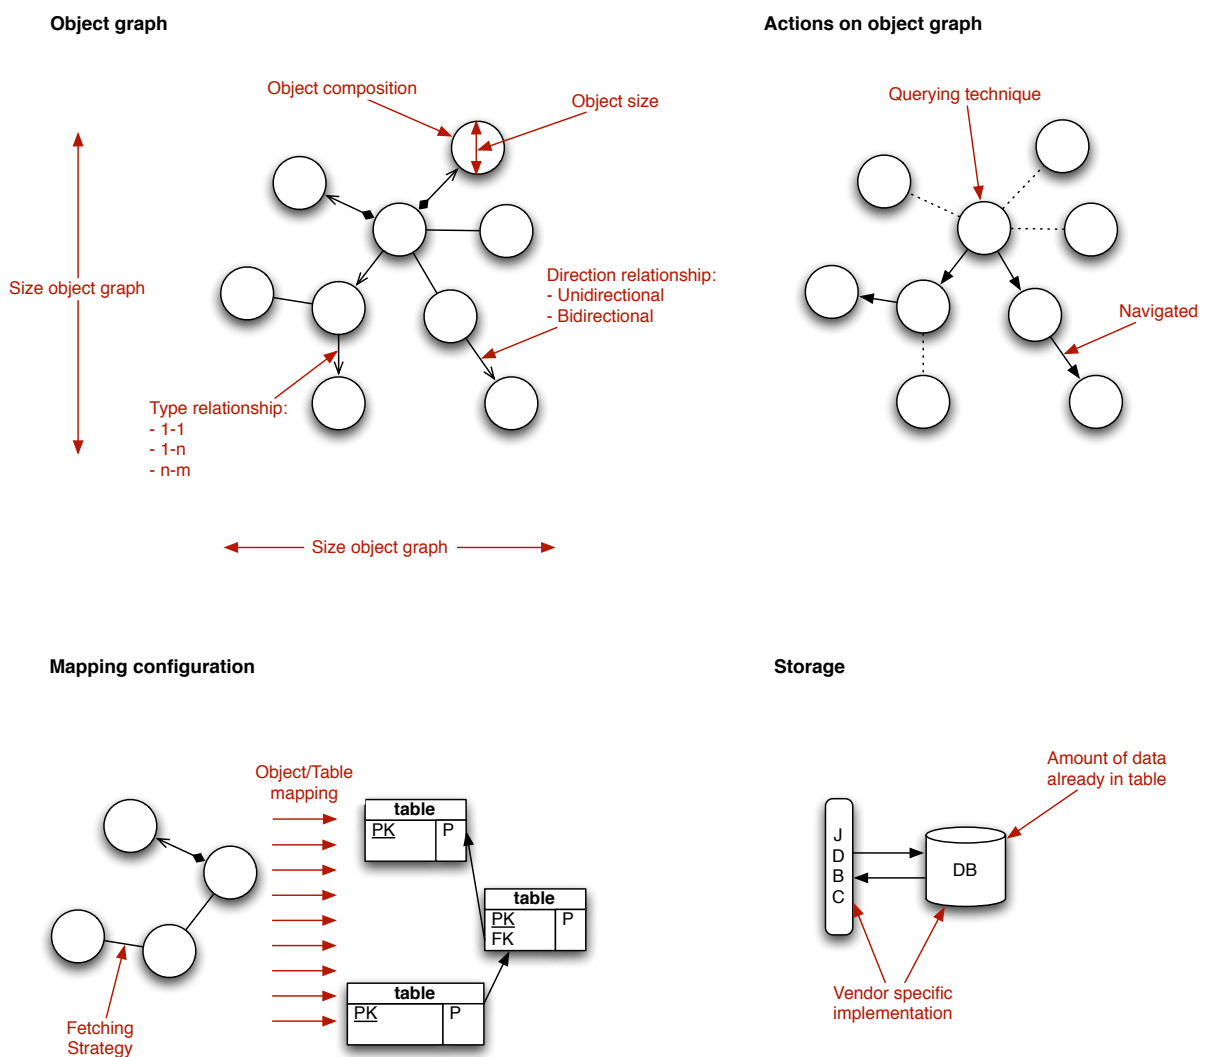 Object graph
Actions on object graph
Object composition
Object size
Querying technique
Size object graph
Direction relationship:
- Unidirectional
- Bidirectional
Navigated
Type relationship:
- 1-1
- 1-n
- n-m
Size object graph
Mapping configuration
Storage
Object/Table
mapping
table
PK
P
table
PK
FK
P
table
PK
P
Fetching
Strategy
Amount of data
already in table
J
D
B
C
DB
Vendor specific
implementation